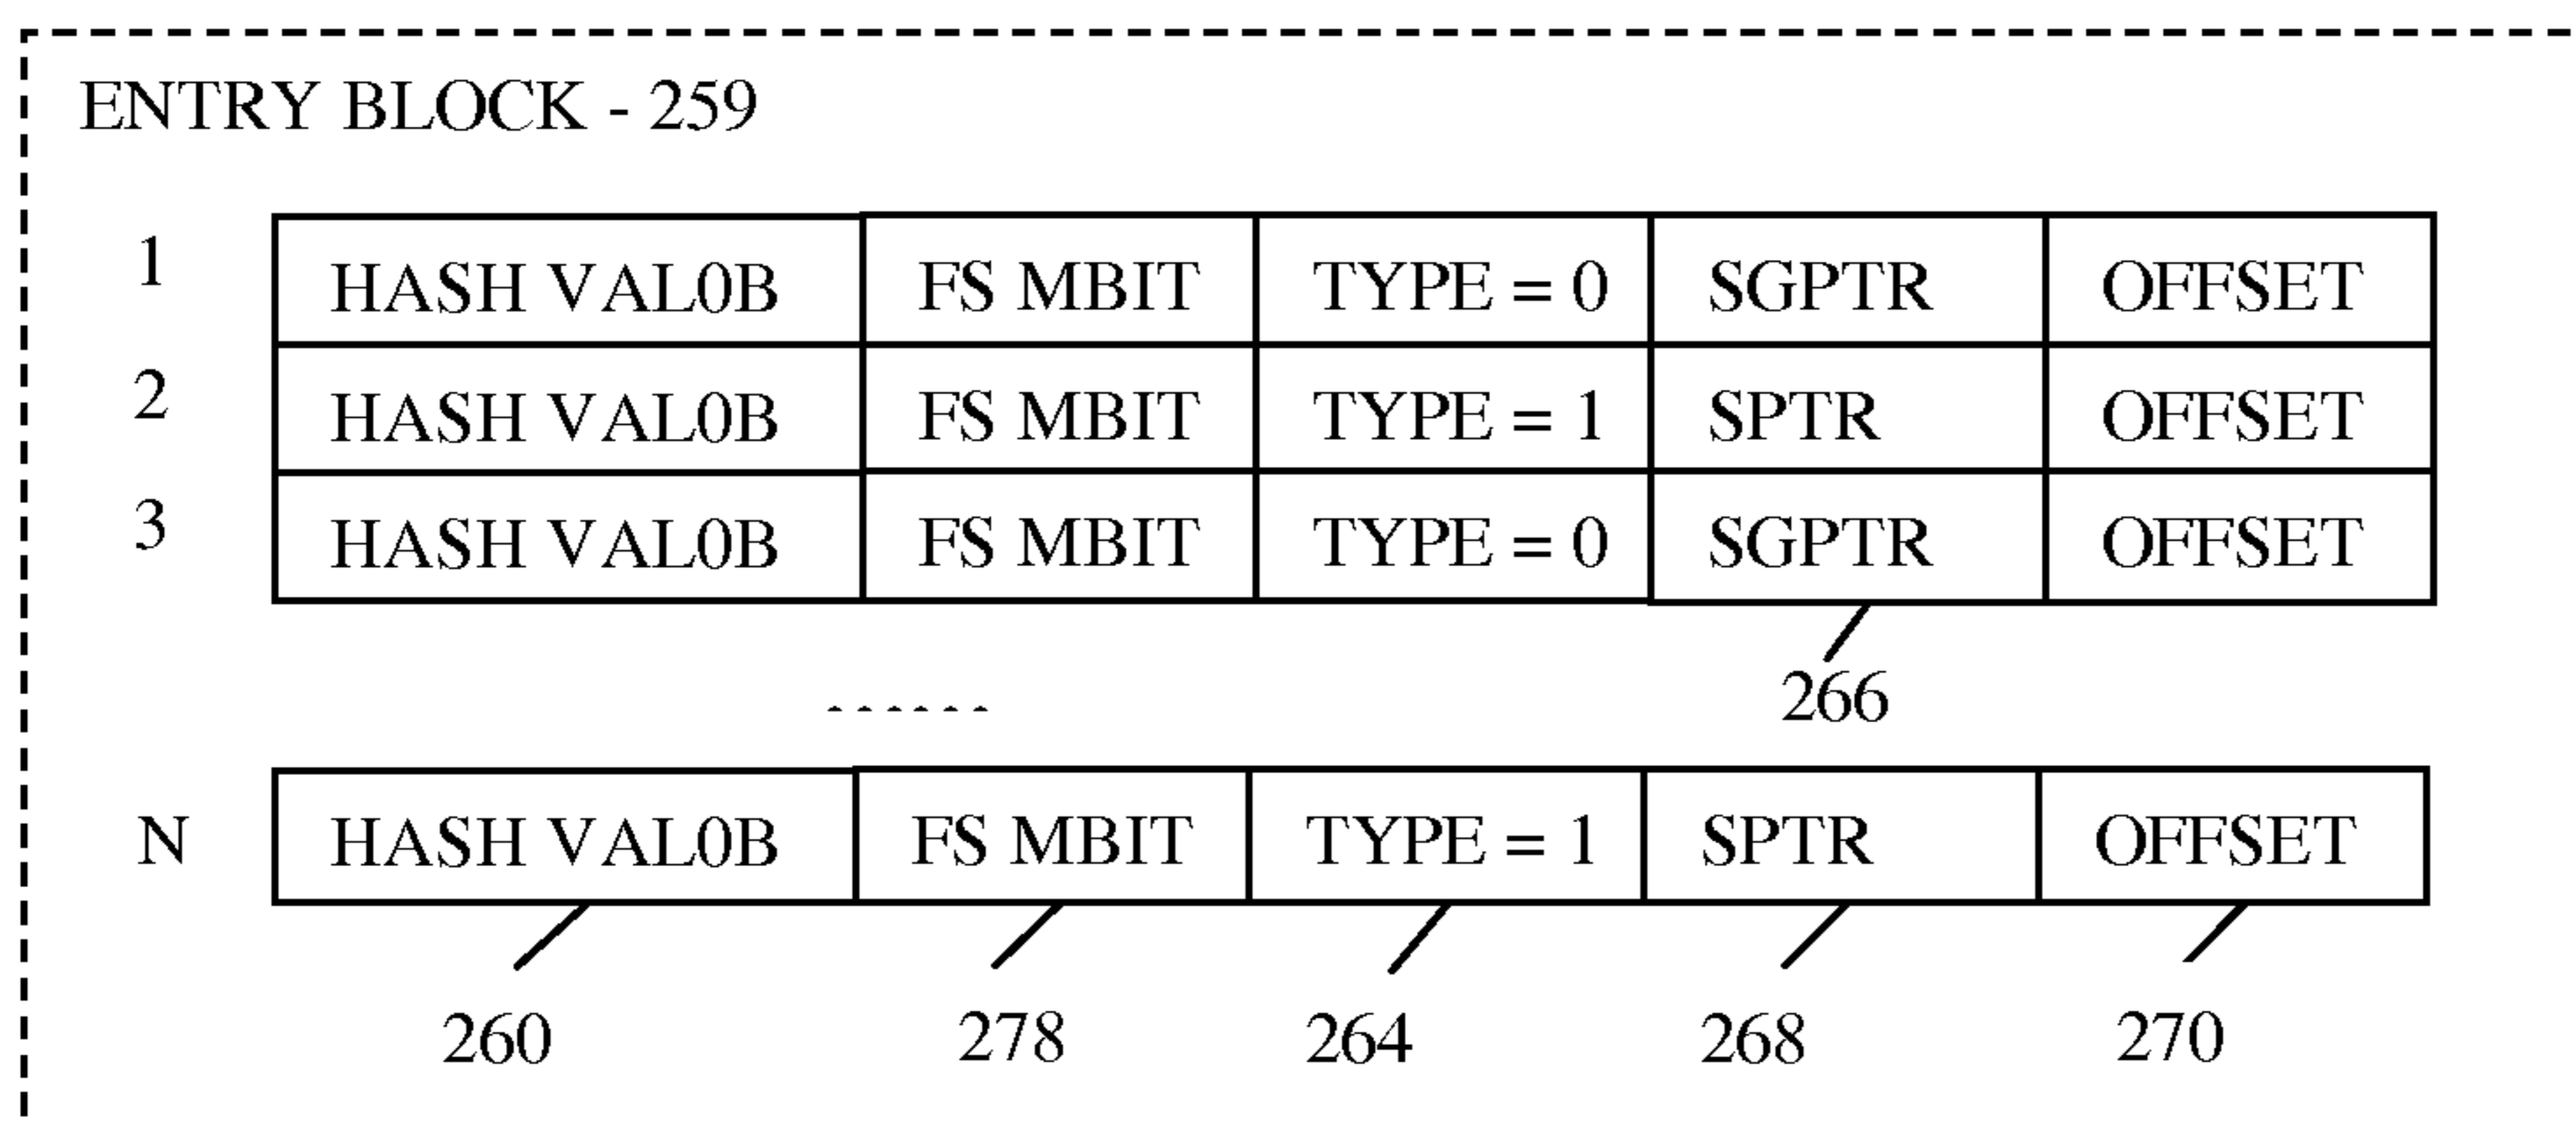 ENTRY BLOCK - 259
1 HASH VAL0B FS MBIT TYPE = 0 SGPTR OFFSET
2 HASH VAL0B FS MBIT TYPE = 1 SPTR OFFSET
3 HASH VAL0B FS MBIT TYPE = 0 SGPTR OFFSET
266
......
N HASH VAL0B FS MBIT TYPE = 1 SPTR OFFSET
260 278 264 268 270